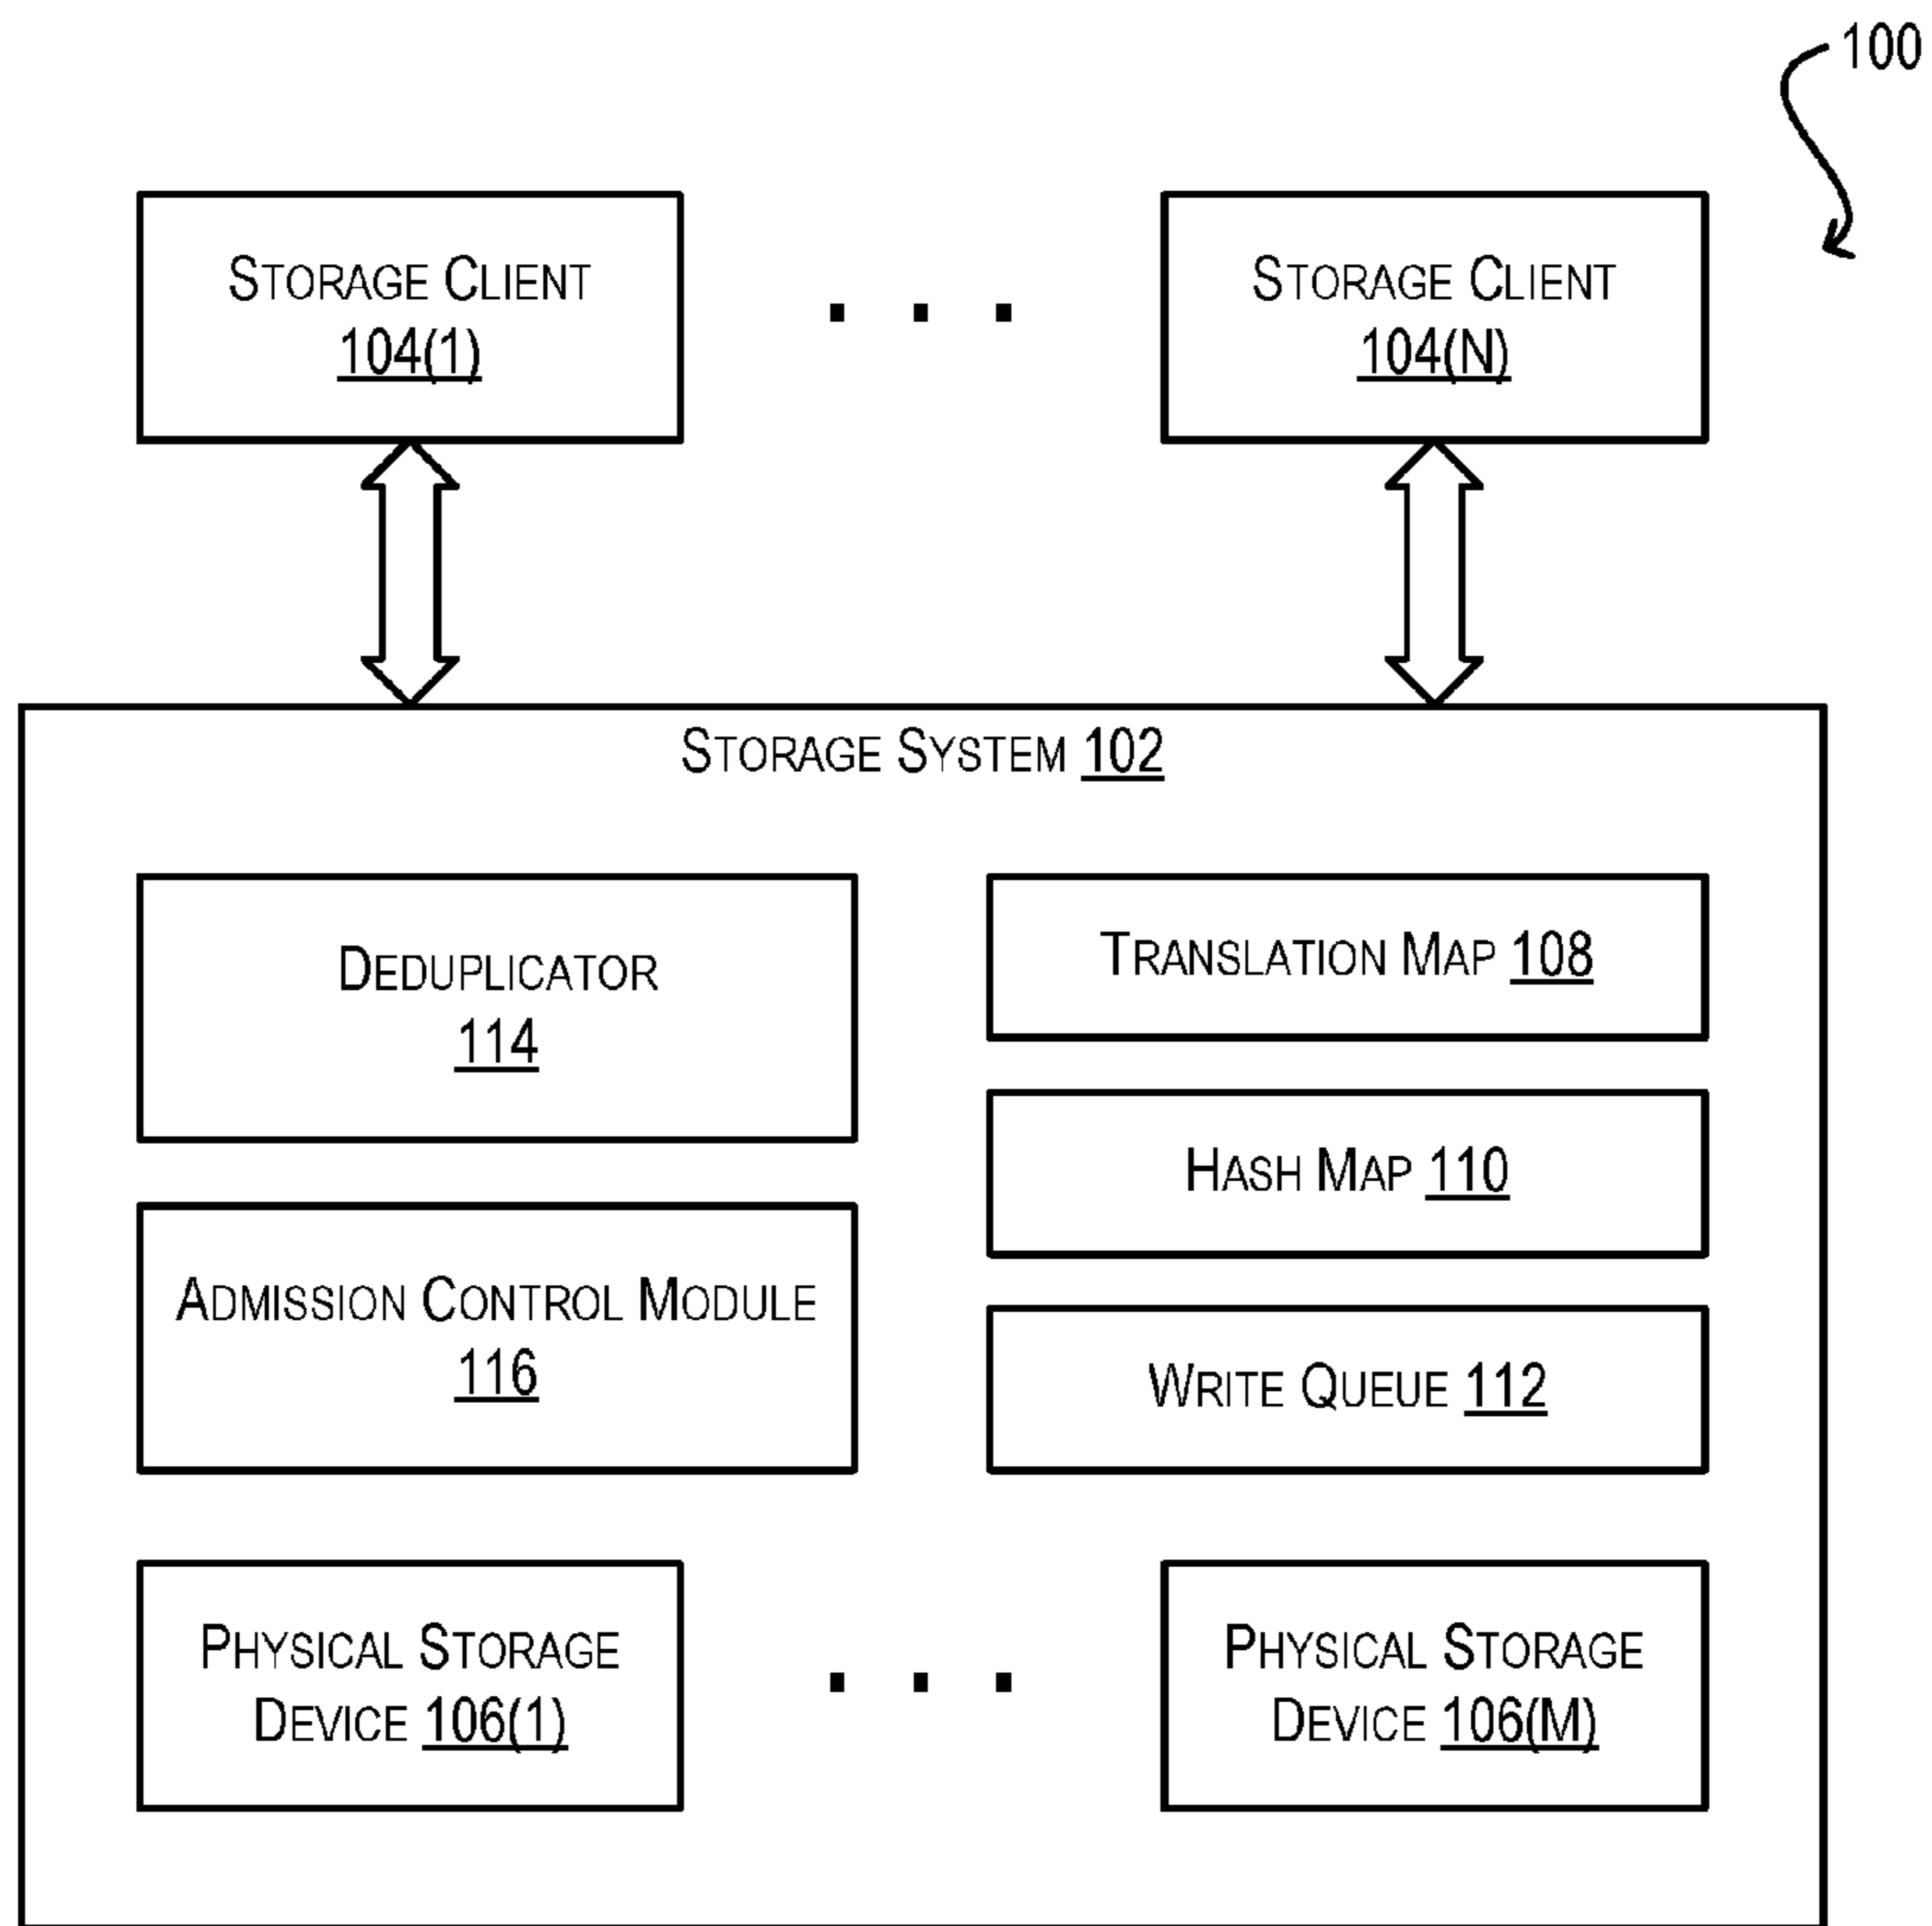 100
STORAGE CLIENT
104(1)
STORAGE CLIENT
104(N)
STORAGE SYSTEM 102
DEDUPLICATOR
114
TRANSLATION MAP 108
HASH MAP 110
ADMISSION CONTROL MODULE
116
WRITE QUEUE 112
PHYSICAL STORAGE
DEVICE 106(1)
PHYSICAL STORAGE
DEVICE 106(M)